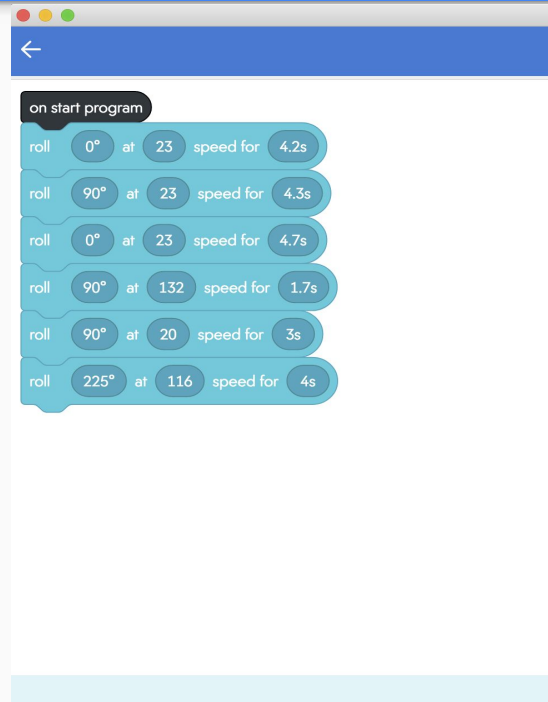 on start program
roll 0° at 23 speed for 4.2s
roll 90° at 23 speed for 4.3s
roll 0° at 23 speed for 4.7s
roll 90° at 132 speed for 1.7s
roll 90° at 20 speed for 3s
roll 225° at 116 speed for 4s